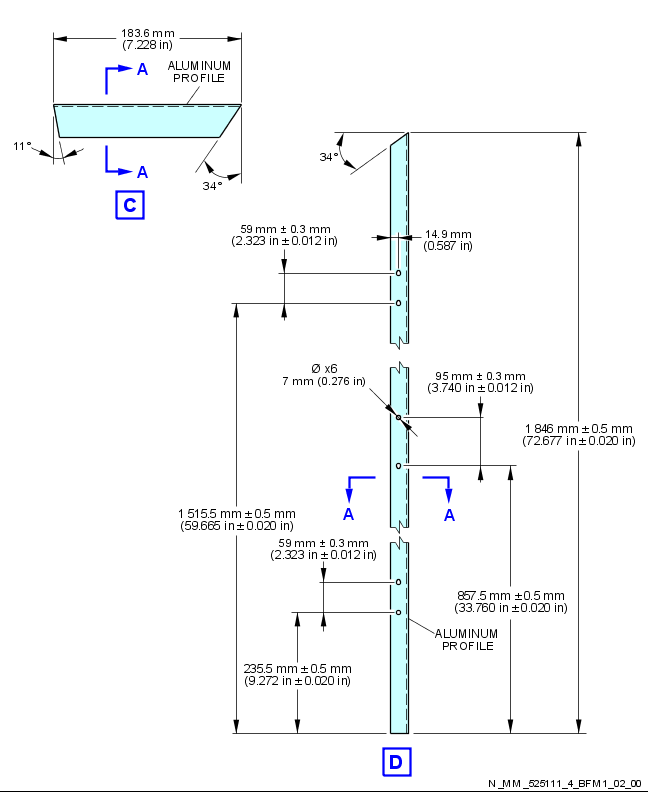 183.6 mm
(7.228 in)
A
ALUMINUM
PROFILE
11°
A
34°
C
34°
59 mm ± 0.3 mm
(2.323 in ± 0.012 in)
14.9 mm
(0.587 in)
Ø x6
7 mm (0.276 in)
95 mm ± 0.3 mm
(3.740 in ± 0.012 in)
1 846 mm ± 0.5 mm
(72.677 in ± 0.020 in)
A
A
1 515.5 mm ± 0.5 mm
(59.665 in ± 0.020 in)
59 mm ± 0.3 mm
(2.323 in ± 0.012 in)
857.5 mm ± 0.5 mm
(33.760 in ± 0.020 in)
ALUMINUM
PROFILE
235.5 mm ± 0.5 mm
(9.272 in ± 0.020 in)
D
N_MM_525111_4_BFM1_02_00